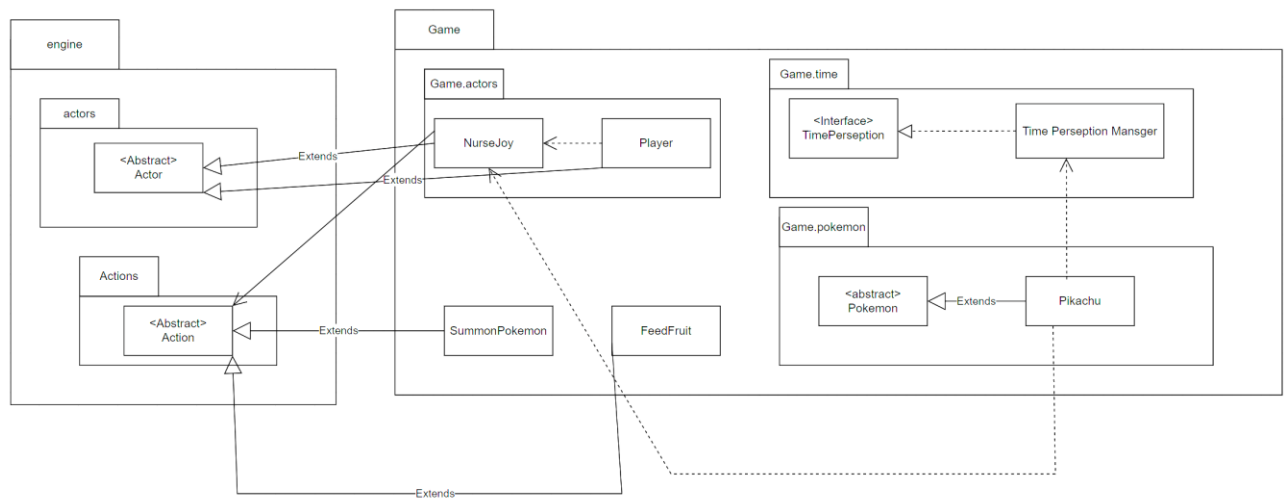 engine
Game
actors
<Abstract>
Actor
Actions
<Abstract>
Action
Extends
Extends
Extends
Extends
Game.actors
NurseJoy
Player
SummonPokemon
FeedFruit
Game.time
<Interface>
TimePerseption
Time Perseption Mansger
Game.pokemon
<abstract>
Pokemon
Extends
Pikachu